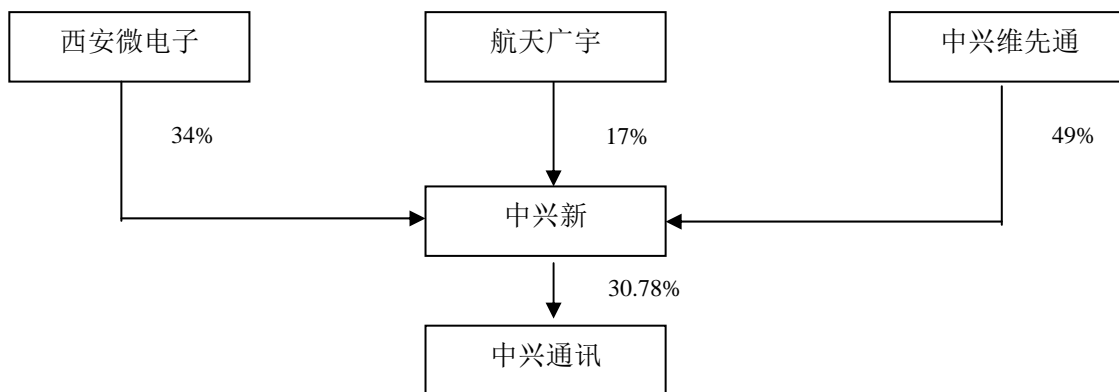 西安微电子
航天广宇
中兴维先通
34%
17%
49%
中兴新
30.78%
中兴通讯